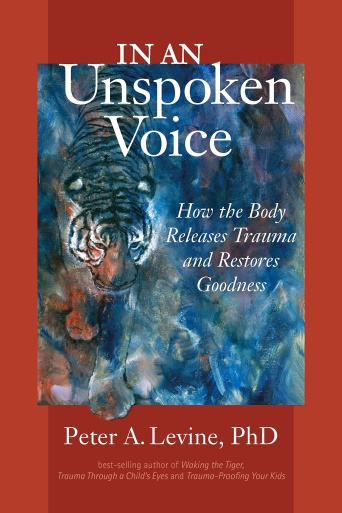 IN AN
Unspoken
Voice
How the Body
Releases Trauma
and Restores
Goodness
Peter A. Levine, PhD
best-selling author of Waking the Tiger,
Trauma Through a Child's Eyes and Trauma-Proofing Your Kids